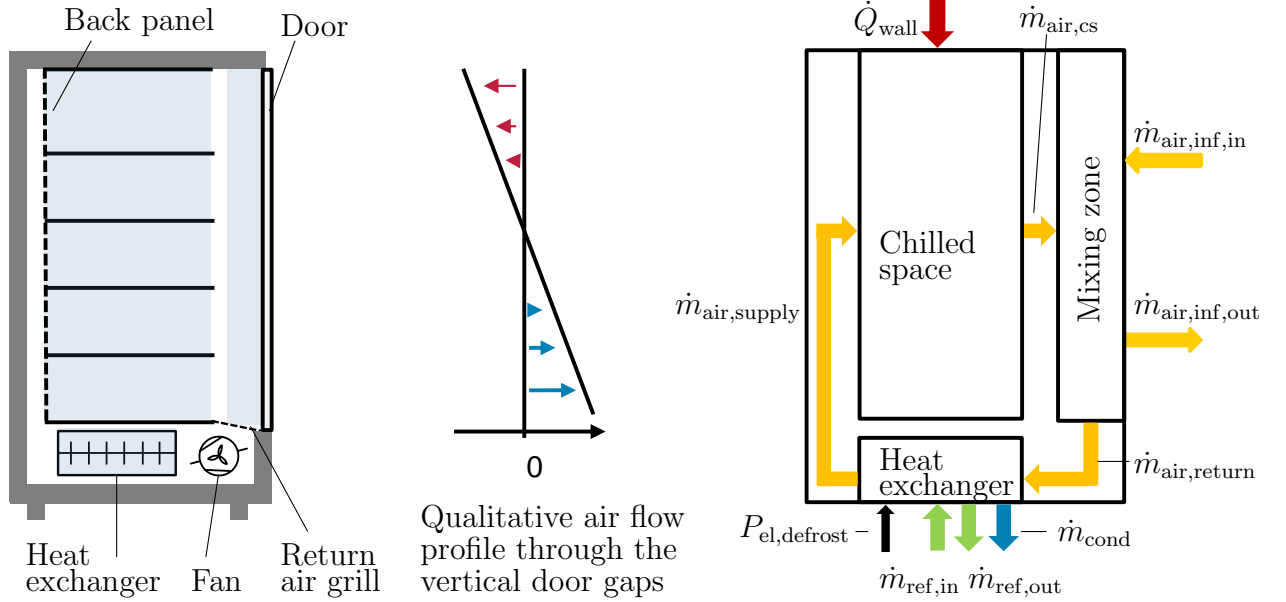 Back panel
Door
Heat
exchanger
Fan
Return
air grill
0
Qualitative air flow
profile through the
vertical door gaps
Q̇wall
ṁair,cs
ṁair,inf,in
Chilled
space
Mixing zone
ṁair,supply
ṁair,inf,out
Heat
exchanger
ṁair,return
Pel,defrost
ṁcond
ṁref,in
ṁref,out